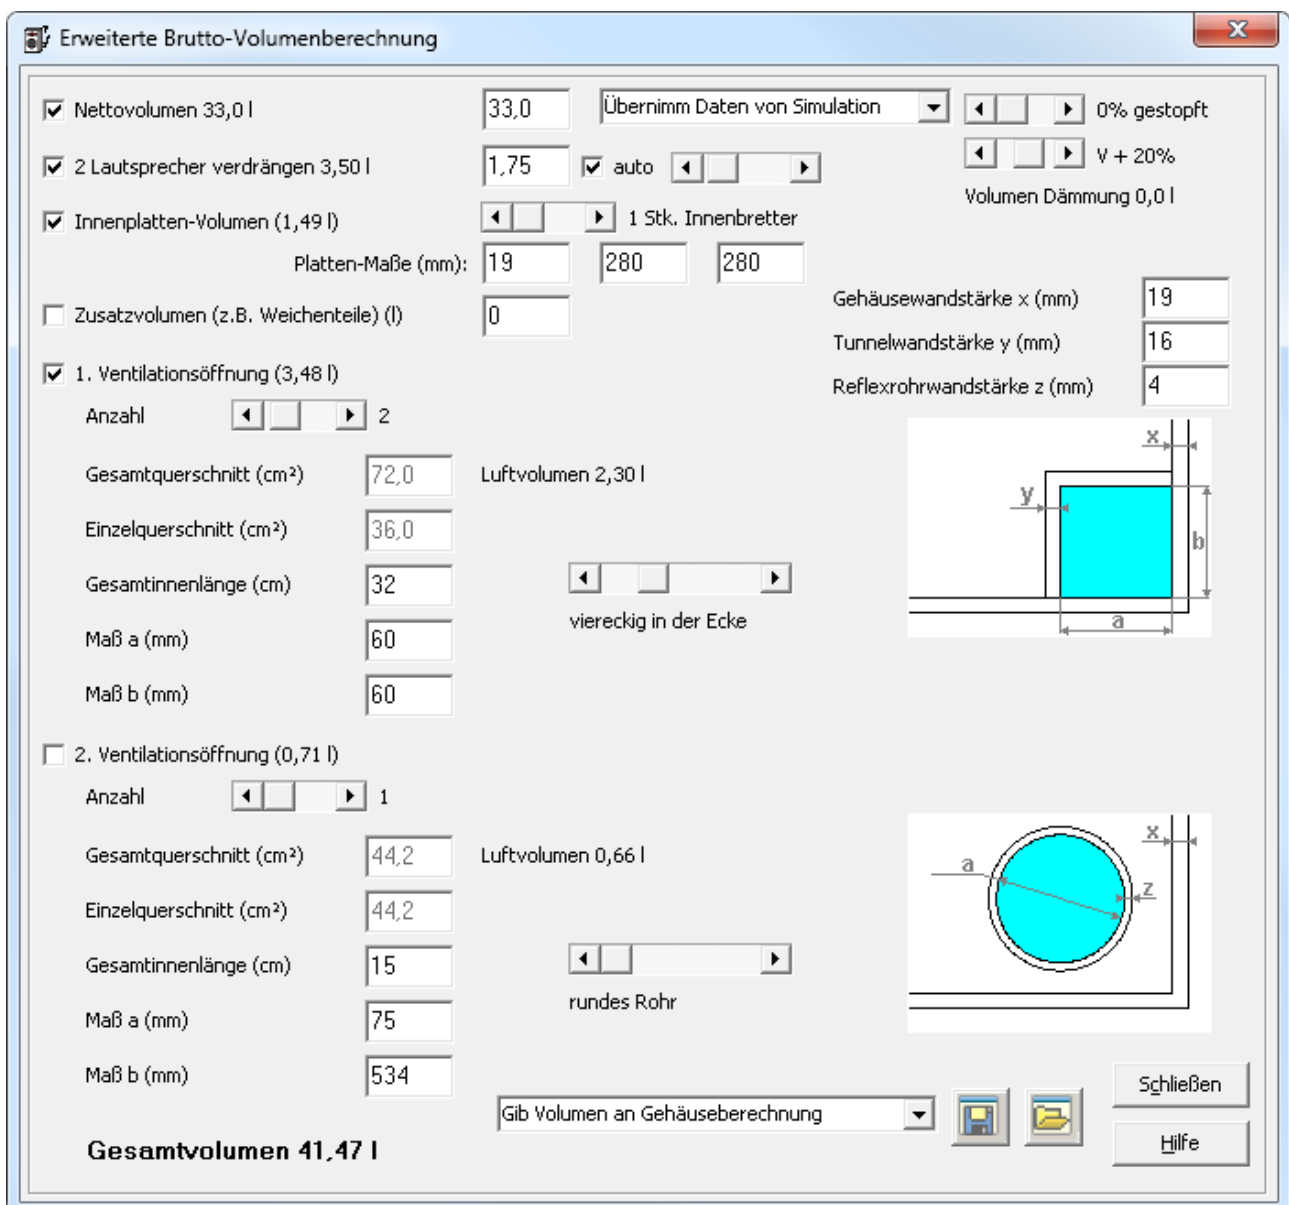 Erweiterte Brutto-Volumenberechnung
Nettovolumen 33,0 l 33,0 Übernimm Daten von Simulation 0% gestopft
2 Lautsprecher verdrängen 3,50 l 1,75 auto V + 20%
Volumen Dämmung 0,0 l
Innenplatten-Volumen (1,49 l) 1 Stk. Innenbretter
Platten-Maße (mm): 19 280 280
Zusatzvolumen (z.B. Weichenteile) (l) 0
Gehäusewandstärke x (mm) 19
Tunnelwandstärke y (mm) 16
Reflexrohrwandstärke z (mm) 4
1. Ventilationsöffnung (3,48 l)
Anzahl 2
Gesamtquerschnitt (cm²) 72,0 Luftvolumen 2,30 l
Einzelquerschnitt (cm²) 36,0
Gesamtinnenlänge (cm) 32
viereckig in der Ecke
Maß a (mm) 60
Maß b (mm) 60
x
y
b
a
2. Ventilationsöffnung (0,71 l)
Anzahl 1
Gesamtquerschnitt (cm²) 44,2 Luftvolumen 0,66 l
Einzelquerschnitt (cm²) 44,2
Gesamtinnenlänge (cm) 15
rundes Rohr
Maß a (mm) 75
Maß b (mm) 534
x
a
z
Gib Volumen an Gehäuseberechnung
Schließen
Hilfe
Gesamtvolumen 41,47 l